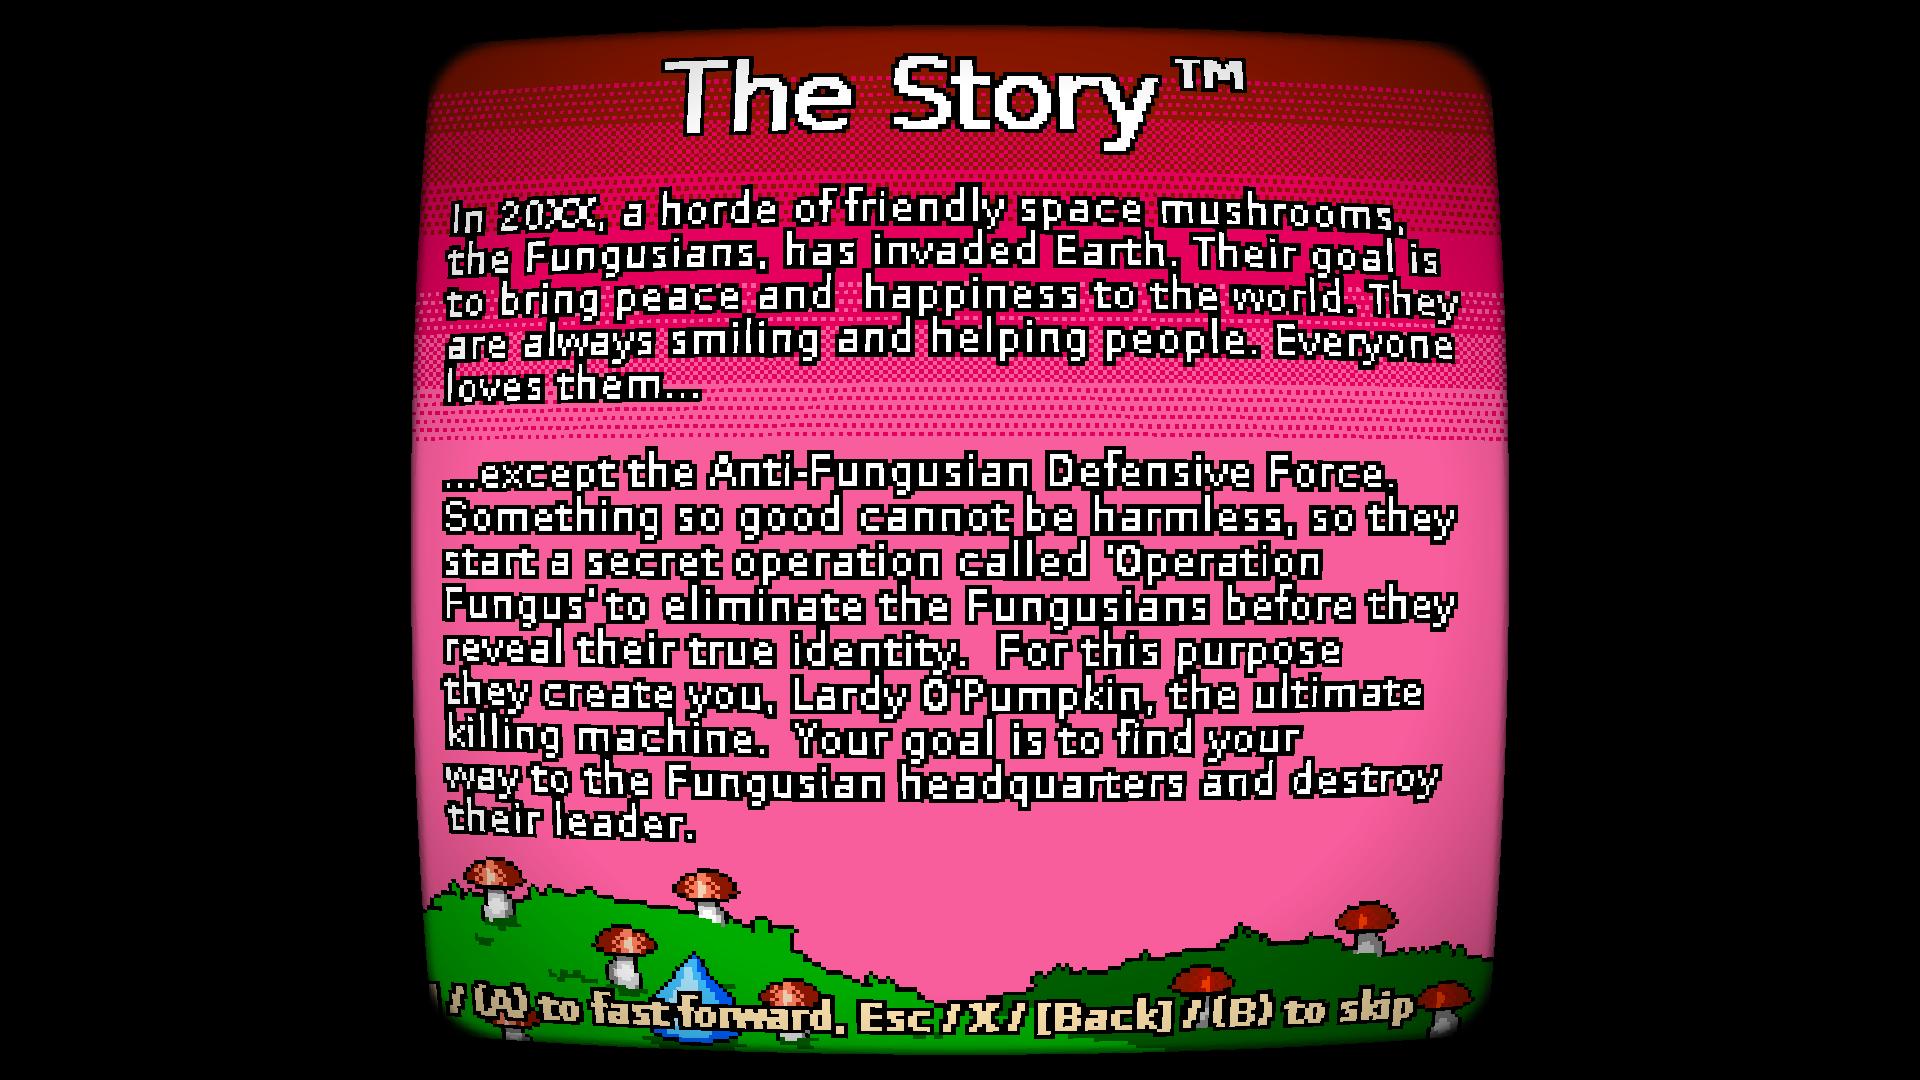 The Story™
In 20XX, a horde of friendly space mushrooms,
the Fungusians, has invaded Earth. Their goal is
to bring peace and  happiness to the world. They
are always smiling and helping people. Everyone
loves them...
...except the Anti-Fungusian Defensive Force.
Something so good cannot be harmless, so they
start a secret operation called 'Operation
Fungus' to eliminate the Fungusians before they
reveal their true identity.  For this purpose
they create you, Lardy O'Pumpkin, the ultimate
killing machine.  Your goal is to find your
way to the Fungusian headquarters and destroy
their leader.
/ (A) to fast forward. Esc / X / [Back] / (B) to skip